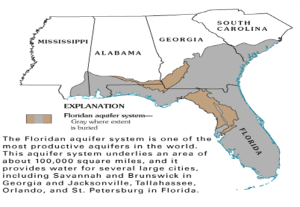 SOUTH
CAROLINA
GEORGIA
MISSISSIPPI
ALABAMA
EXPLANATION
Floridan aquifer system—
Gray where extent
is buried
FLORIDA
The Floridan aquifer system is one of the
most productive aquifers in the world.
This aquifer system underlies an area of
about 100,000 square miles, and it
provides water for several large cities,
including Savannah and Brunswick in
Georgia and Jacksonville, Tallahassee,
Orlando, and St. Petersburg in Florida.